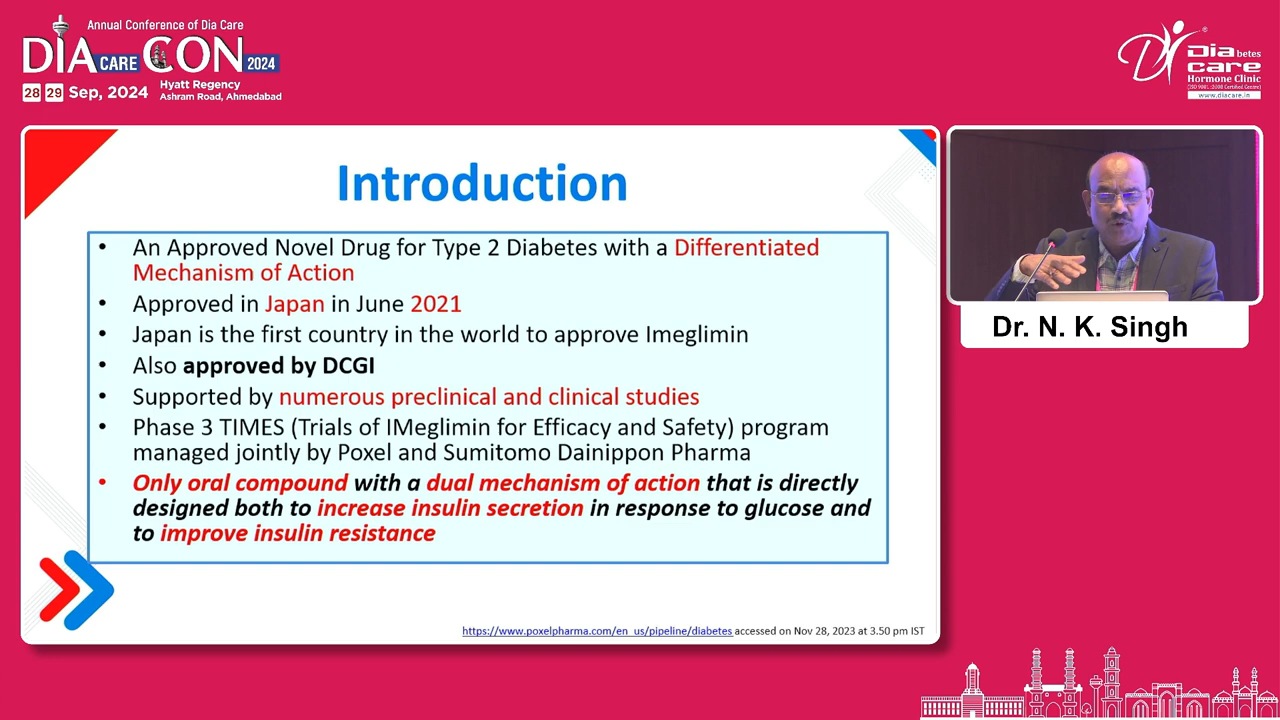 Annual Conference of Dia Care
DIA CARE CON 2024
28 29 Sep, 2024
Hyatt Regency
Ashram Road, Ahmedabad
Diabetes
care
Hormone Clinic
(ISO 9001:2008 Certified Centre)
www.diacare.in
Introduction
• An Approved Novel Drug for Type 2 Diabetes with a Differentiated
Mechanism of Action
• Approved in Japan in June 2021
• Japan is the first country in the world to approve Imeglimin
• Also approved by DCGI
• Supported by numerous preclinical and clinical studies
• Phase 3 TIMES (Trials of IMeglimin for Efficacy and Safety) program
managed jointly by Poxel and Sumitomo Dainippon Pharma
• Only oral compound with a dual mechanism of action that is directly
designed both to increase insulin secretion in response to glucose and
to improve insulin resistance
https://www.poxelpharma.com/en_us/pipeline/diabetes accessed on Nov 28, 2023 at 3.50 pm IST
Dr. N. K. Singh